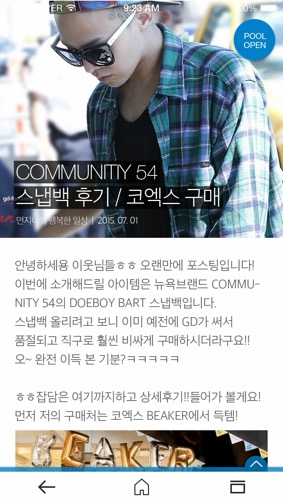 9:23 AM
POOL
OPEN
COMMUNITIY 54
스냅백 후기 / 코엑스 구매
행복한 일상 | 2015. 07. 01
안녕하세용 이웃님들ㅎㅎ 오랜만에 포스팅입니다!
이번에 소개해드릴 아이템은 뉴욕브랜드 COMMU-
NITY 54의 DOEBOY BART 스냅백입니다.
스냅백 올리려고 보니 이미 예전에 GD가 써서
품절되고 직구로 훨씬 비싸게 구매하시더라구요!!
오~ 완전 이득 본 기분?ㅋㅋㅋㅋㅋ
ㅎㅎ잡담은 여기까지하고 상세후기!!들어가 볼게요!
먼저 저의 구매처는 코엑스 BEAKER에서 득템!
BEAKER